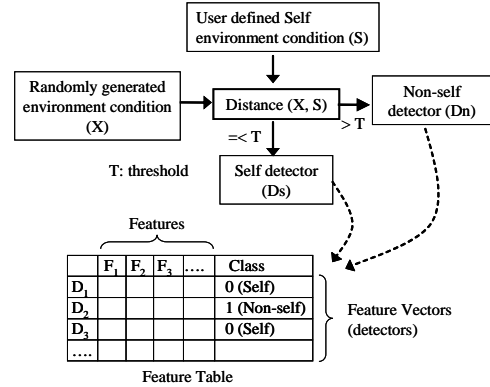 User defined Self
environment condition (S)
Randomly generated
environment condition
(X)
Distance (X, S)
Non-self
detector (Dn)
=< T
> T
T: threshold
Self detector
(Ds)
Features
F1 F2 F3 .... Class
D1 0 (Self)
D2 1 (Non-self)
D3 0 (Self)
....
Feature Vectors
(detectors)
Feature Table